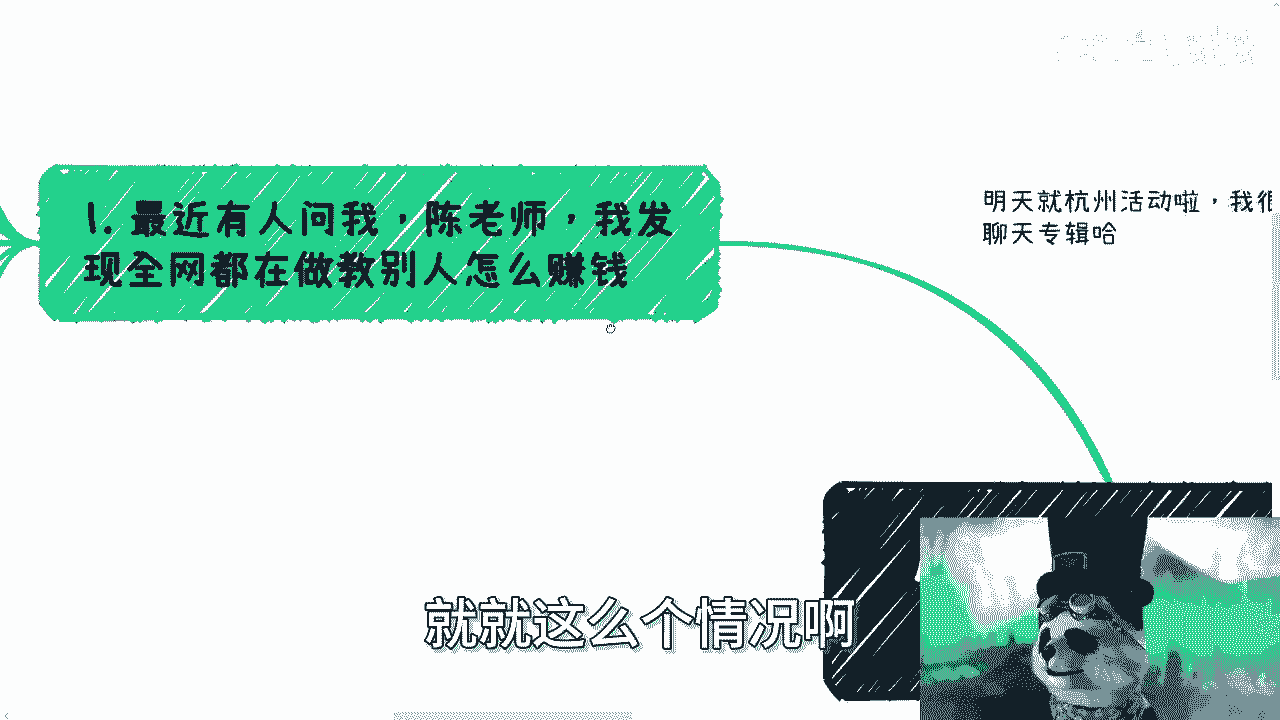 1. 最近有人问我，陈老师，我发
现全网都在做教别人怎么赚钱
明天就杭州活动啦，我很
聊天专辑哈
就就这么个情况啊